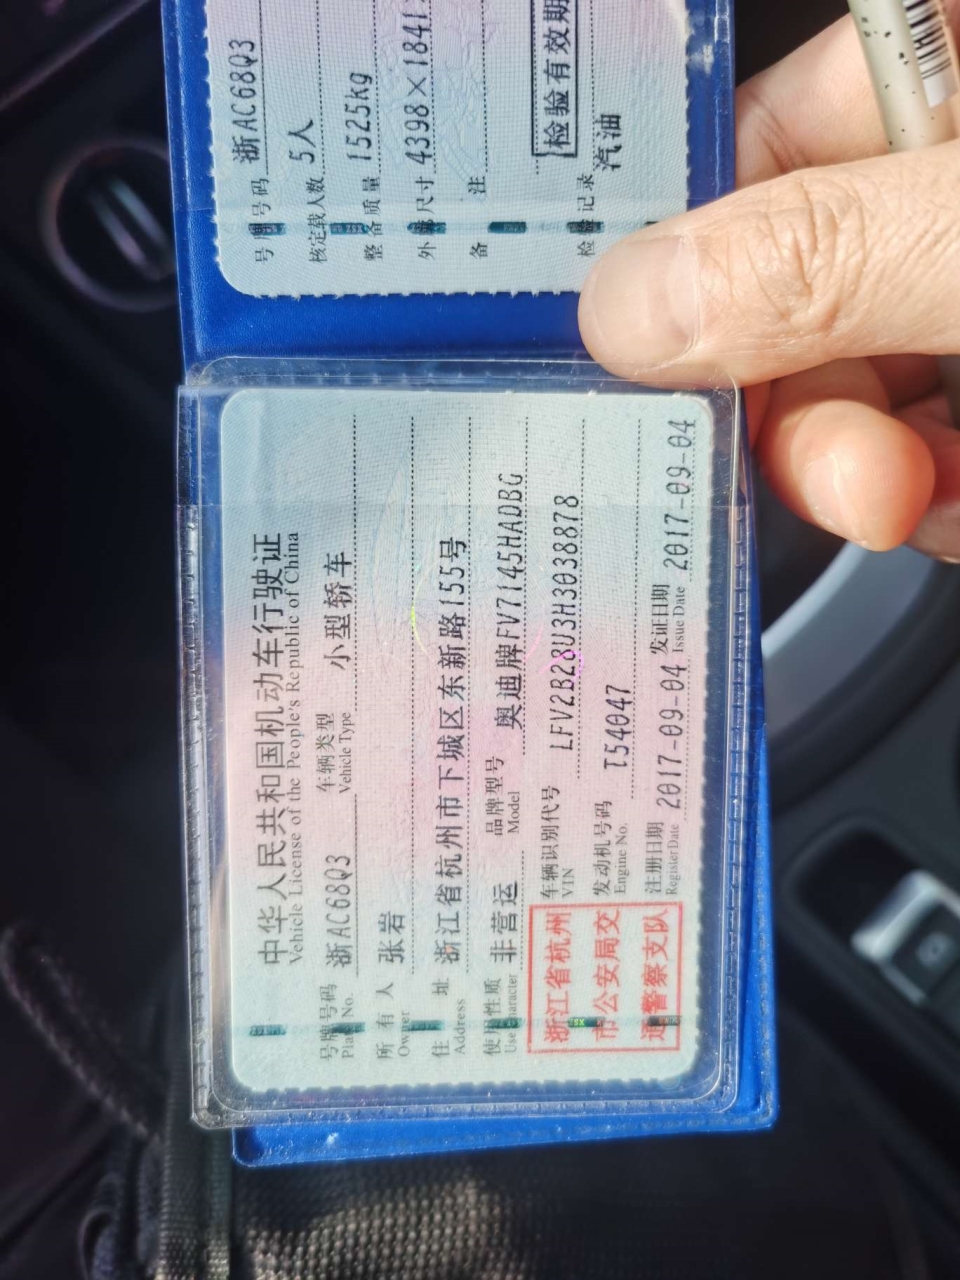 中华人民共和国机动车行驶证
Vehicle License of the People's Republic of China
号牌号码 浙AC68Q3 车辆类型 小型轿车
Plate No. Vehicle Type
所有人 张岩
Owner
住址 浙江省杭州市下城区东新路155号
Address
使用性质 非营运 品牌型号 奥迪牌FV7145HADBG
Use Character Model
浙江省杭州
市公安局交
通警察支队
车辆识别代号 LFV2B28U3H3038878
VIN
发动机号码 T54047
Engine No.
注册日期 2017-09-04 发证日期 2017-09-04
Register Date Issue Date
号牌号码 浙AC68Q3
核定载人数 5人
整备质量 1525kg
外廓尺寸 4398×1841
备注
检验有效期
检验记录 汽油